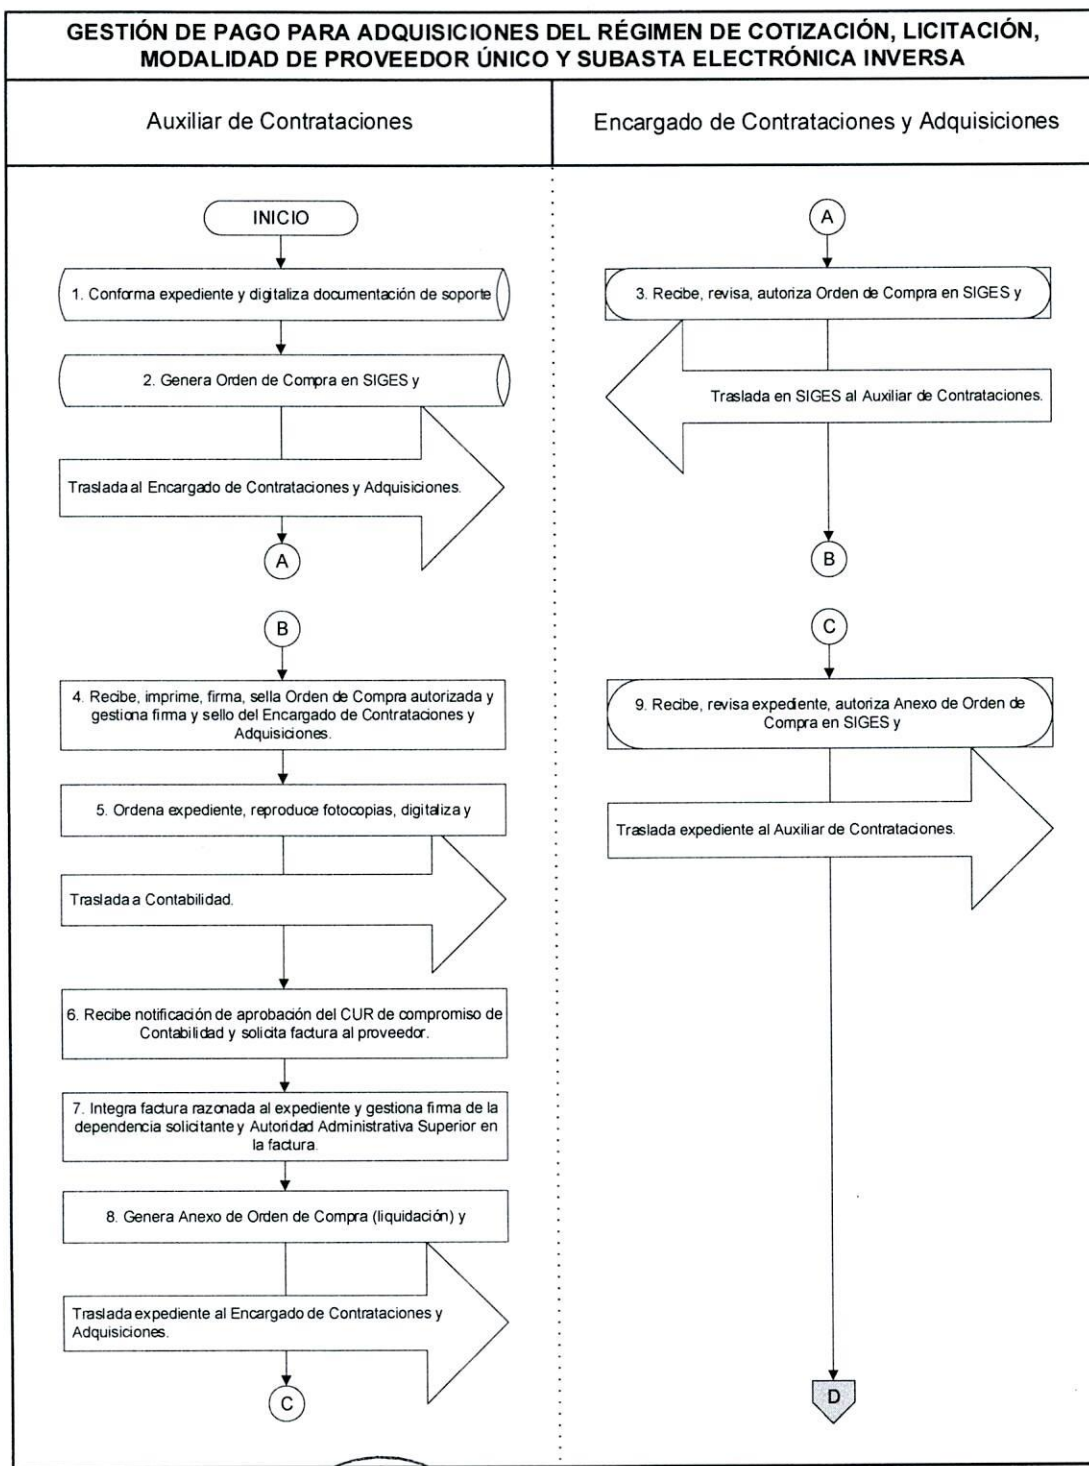 GESTIÓN DE PAGO PARA ADQUISICIONES DEL RÉGIMEN DE COTIZACIÓN, LICITACIÓN,
MODALIDAD DE PROVEEDOR ÚNICO Y SUBASTA ELECTRÓNICA INVERSA
Auxiliar de Contrataciones
Encargado de Contrataciones y Adquisiciones
INICIO
1. Conforma expediente y digitaliza documentación de soporte
2. Genera Orden de Compra en SIGES y
Traslada al Encargado de Contrataciones y Adquisiciones.
A
A
3. Recibe, revisa, autoriza Orden de Compra en SIGES y
Traslada en SIGES al Auxiliar de Contrataciones.
B
B
4. Recibe, imprime, firma, sella Orden de Compra autorizada y
gestiona firma y sello del Encargado de Contrataciones y
Adquisiciones.
5. Ordena expediente, reproduce fotocopias, digitaliza y
Traslada a Contabilidad.
6. Recibe notificación de aprobación del CUR de compromiso de
Contabilidad y solicita factura al proveedor.
7. Integra factura razonada al expediente y gestiona firma de la
dependencia solicitante y Autoridad Administrativa Superior en
la factura.
8. Genera Anexo de Orden de Compra (liquidación) y
Traslada expediente al Encargado de Contrataciones y
Adquisiciones.
C
C
9. Recibe, revisa expediente, autoriza Anexo de Orden de
Compra en SIGES y
Traslada expediente al Auxiliar de Contrataciones.
D